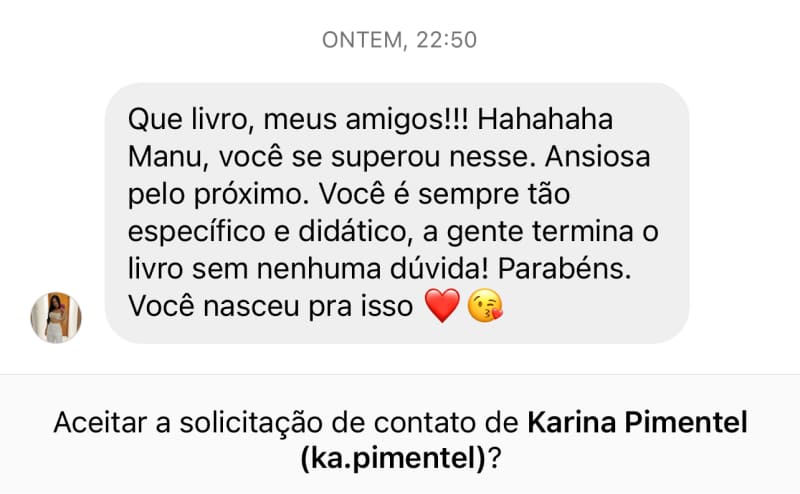 ONTEM, 22:50
Que livro, meus amigos!!! Hahahaha
Manu, você se superou nesse. Ansiosa
pelo próximo. Você é sempre tão
específico e didático, a gente termina o
livro sem nenhuma dúvida! Parabéns.
Você nasceu pra isso ❤️😘
Aceitar a solicitação de contato de Karina Pimentel
(ka.pimentel)?